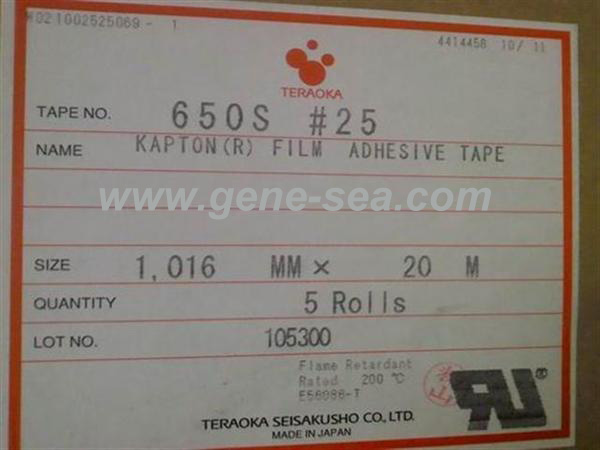 W021002525069 - 1
4414456 10/ 11
TERAOKA
TAPE NO. 650S #25
NAME KAPTON(R) FILM ADHESIVE TAPE
www.gene-sea.com
SIZE 1,016 MM × 20 M
QUANTITY 5 Rolls
LOT NO. 105300
Flame Retardant
Rated 200 ℃
E56086-T
TERAOKA SEISAKUSHO CO., LTD.
MADE IN JAPAN